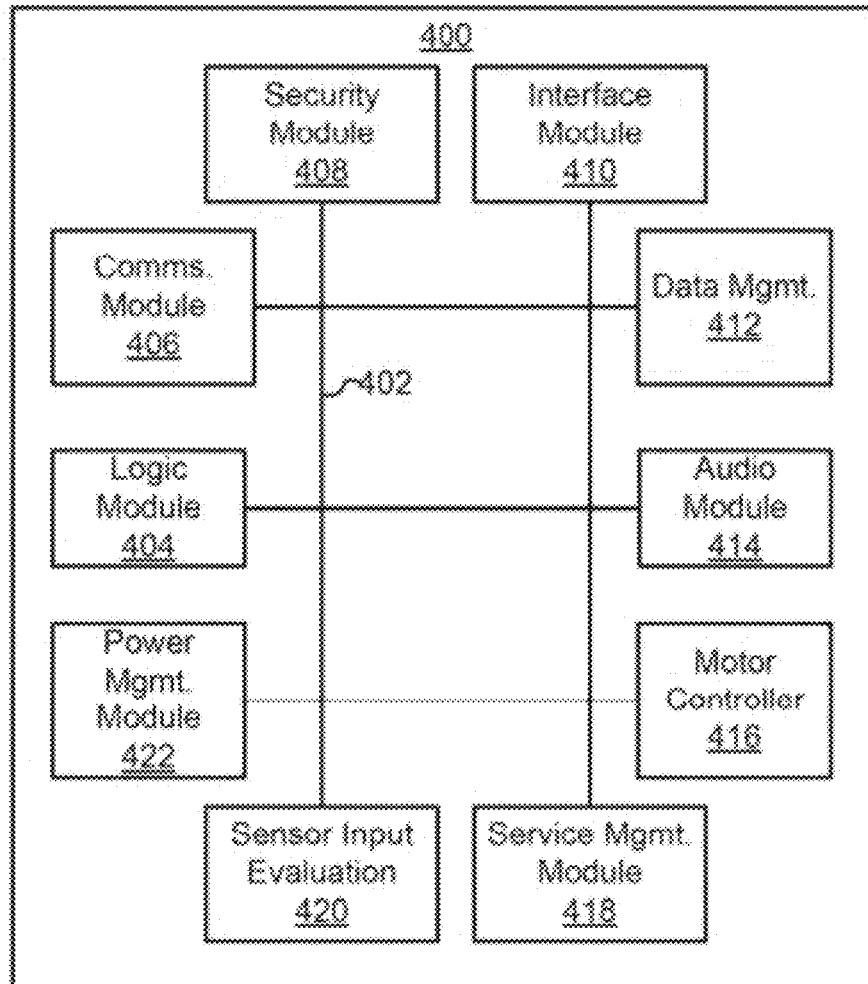 400
Security
Module
408
Interface
Module
410
Comms.
Module
406
Data Mgmt.
412
402
Logic
Module
404
Audio
Module
414
Power
Mgmt.
Module
422
Motor
Controller
416
Sensor Input
Evaluation
420
Service Mgmt.
Module
418